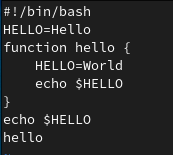 #!/bin/bash
HELLO=Hello
function hello {
    HELLO=World
    echo $HELLO
}
echo $HELLO
hello